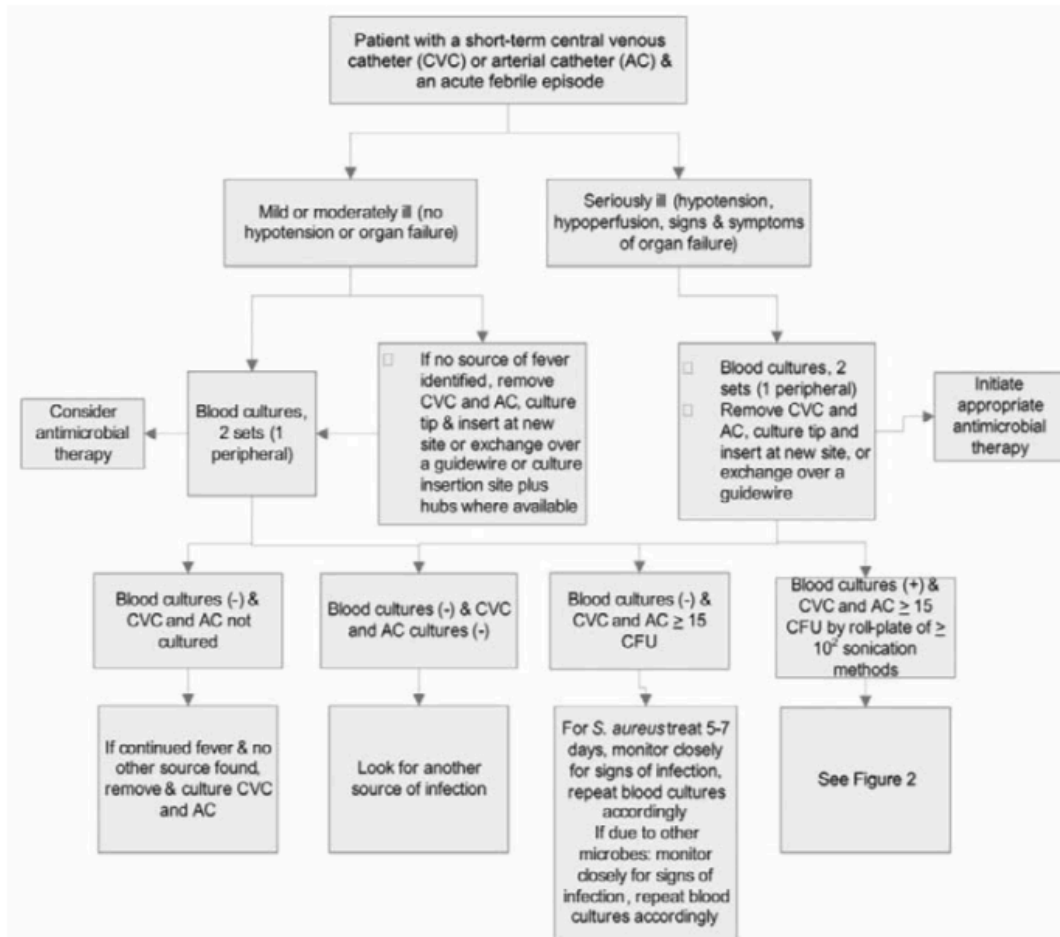 Patient with a short-term central venous
catheter (CVC) or arterial catheter (AC) &
an acute febrile episode
Mild or moderately ill (no
hypotension or organ failure)
Seriously ill (hypotension,
hypoperfusion, signs & symptoms
of organ failure)
Consider
antimicrobial
therapy
Blood cultures,
2 sets (1
peripheral)
If no source of fever
identified, remove
CVC and AC, culture
tip & insert at new
site or exchange over
a guidewire or culture
insertion site plus
hubs where available
Blood cultures, 2
sets (1 peripheral)
Remove CVC and
AC, culture tip and
insert at new site, or
exchange over a
guidewire
Initiate
appropriate
antimicrobial
therapy
Blood cultures (-) &
CVC and AC not
cultured
Blood cultures (-) & CVC
and AC cultures (-)
Blood cultures (-) &
CVC and AC ≥ 15
CFU
Blood cultures (+) &
CVC and AC ≥ 15
CFU by roll-plate of ≥
10² sonication
methods
If continued fever & no
other source found,
remove & culture CVC
and AC
Look for another
source of infection
For S. aureus treat 5-7
days, monitor closely
for signs of infection,
repeat blood cultures
accordingly
If due to other
microbes: monitor
closely for signs of
infection, repeat blood
cultures accordingly
See Figure 2